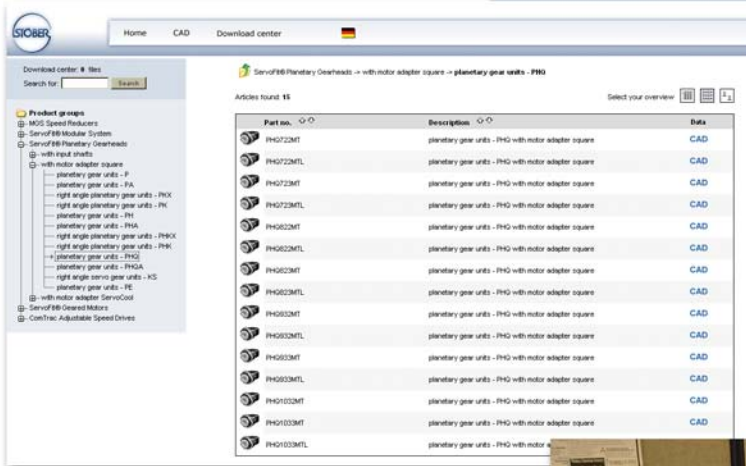 STÖBER
Home CAD Download center
Download center: 0 files
Search for: Search
ServoFit® Planetary Gearheads -> with motor adapter square -> planetary gear units - PHQ
Articles found 15
Select your overview
Product groups
MGS Speed Reducers
ServoFit® Modular System
ServoFit® Planetary Gearheads
with input shafts
with motor adapter square
planetary gear units - P
planetary gear units - PA
right angle planetary gear units - PKX
right angle planetary gear units - PK
planetary gear units - PH
planetary gear units - PHA
right angle planetary gear units - PHKX
right angle planetary gear units - PHK
planetary gear units - PHQ
planetary gear units - PHQA
right angle servo gear units - KS
planetary gear units - PE
with motor adapter ServoCool
ServoFit® Geared Motors
ComTrac Adjustable Speed Drives
Part no. Description Data
PHQ722MT planetary gear units - PHQ with motor adapter square CAD
PHQ722MTL planetary gear units - PHQ with motor adapter square CAD
PHQ723MT planetary gear units - PHQ with motor adapter square CAD
PHQ723MTL planetary gear units - PHQ with motor adapter square CAD
PHQ822MT planetary gear units - PHQ with motor adapter square CAD
PHQ822MTL planetary gear units - PHQ with motor adapter square CAD
PHQ823MT planetary gear units - PHQ with motor adapter square CAD
PHQ823MTL planetary gear units - PHQ with motor adapter square CAD
PHQ932MT planetary gear units - PHQ with motor adapter square CAD
PHQ932MTL planetary gear units - PHQ with motor adapter square CAD
PHQ933MT planetary gear units - PHQ with motor adapter square CAD
PHQ933MTL planetary gear units - PHQ with motor adapter square CAD
PHQ1032MT planetary gear units - PHQ with motor adapter square CAD
PHQ1033MT planetary gear units - PHQ with motor adapter square CAD
PHQ1033MTL planetary gear units - PHQ with motor